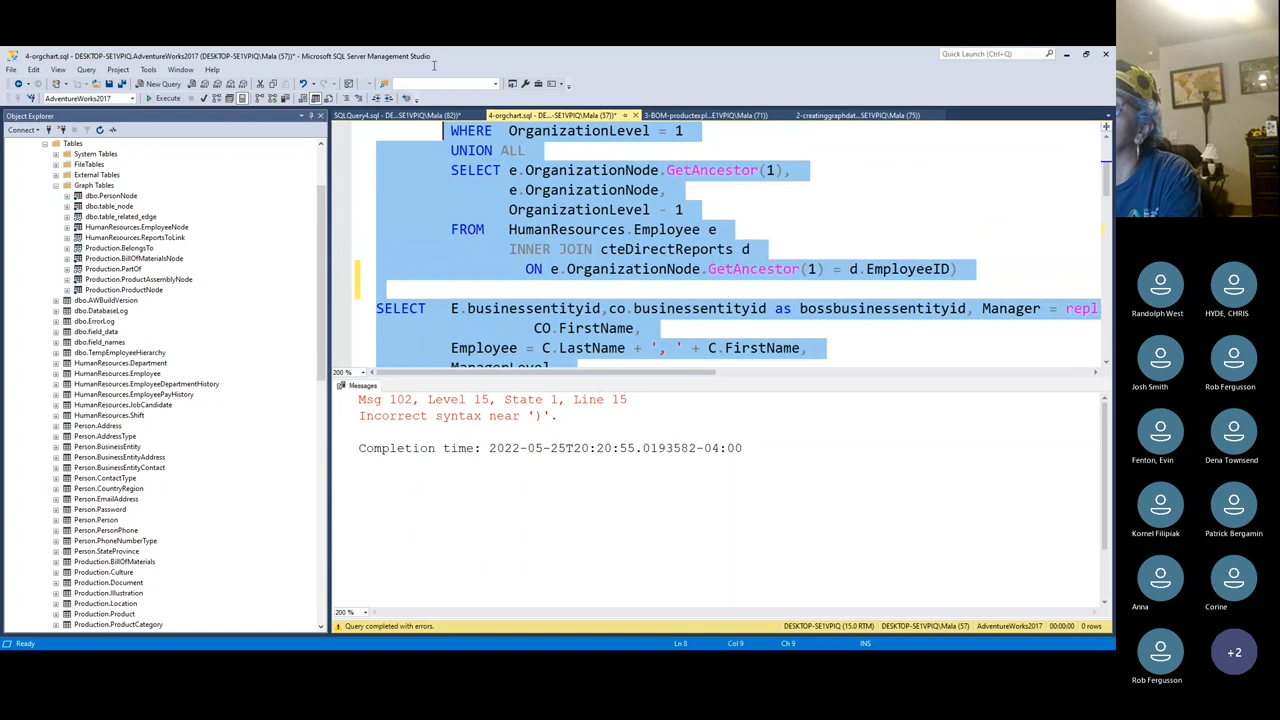 4-orgchart.sql - DESKTOP-SE1VPIQ.AdventureWorks2017 (DESKTOP-SE1VPIQ\Mala (57))* - Microsoft SQL Server Management Studio
Quick Launch (Ctrl+Q)
File Edit View Query Project Tools Window Help
New Query
AdventureWorks2017
Execute
Object Explorer
SQLQuery4.sql - DE...SE1VPIQ\Mala (82))*
4-orgchart.sql - DE...-SE1VPIQ\Mala (57))*
3-BOM-productexpl...E1VPIQ\Mala (71))
2-creatinggraphdat...SE1VPIQ\Mala (75))
Connect
Tables
System Tables
FileTables
External Tables
Graph Tables
dbo.PersonNode
dbo.table_node
dbo.table_related_edge
HumanResources.EmployeeNode
HumanResources.ReportsToLink
Production.BelongsTo
Production.BillOfMaterialsNode
Production.PartOf
Production.ProductAssemblyNode
Production.ProductNode
dbo.AWBuildVersion
dbo.DatabaseLog
dbo.ErrorLog
dbo.field_data
dbo.field_names
dbo.TempEmployeeHierarchy
HumanResources.Department
HumanResources.Employee
HumanResources.EmployeeDepartmentHistory
HumanResources.EmployeePayHistory
HumanResources.JobCandidate
HumanResources.Shift
Person.Address
Person.AddressType
Person.BusinessEntity
Person.BusinessEntityAddress
Person.BusinessEntityContact
Person.ContactType
Person.CountryRegion
Person.EmailAddress
Person.Password
Person.Person
Person.PersonPhone
Person.PhoneNumberType
Person.StateProvince
Production.BillOfMaterials
Production.Culture
Production.Document
Production.Illustration
Production.Location
Production.Product
Production.ProductCategory
WHERE OrganizationLevel = 1
UNION ALL
SELECT e.OrganizationNode.GetAncestor(1),
e.OrganizationNode,
OrganizationLevel - 1
FROM HumanResources.Employee e
INNER JOIN cteDirectReports d
ON e.OrganizationNode.GetAncestor(1) = d.EmployeeID)
SELECT E.businessentityid,co.businessentityid as bossbusinessentityid, Manager = repl
CO.FirstName,
Employee = C.LastName + ', ' + C.FirstName,
ManagerLevel
200 %
Messages
Msg 102, Level 15, State 1, Line 15
Incorrect syntax near ')'.
Completion time: 2022-05-25T20:20:55.0193582-04:00
200 %
Query completed with errors.
DESKTOP-SE1VPIQ (15.0 RTM)
DESKTOP-SE1VPIQ\Mala (57)
AdventureWorks2017
00:00:00
0 rows
Ready
Ln 8
Col 9
Ch 9
INS
Randolph West
HYDE, CHRIS
Josh Smith
Rob Ferguson
Fenton, Evin
Dena Townsend
Kornel Filipiak
Patrick Bergamin
Anna
Corine
Rob Fergusson
+2